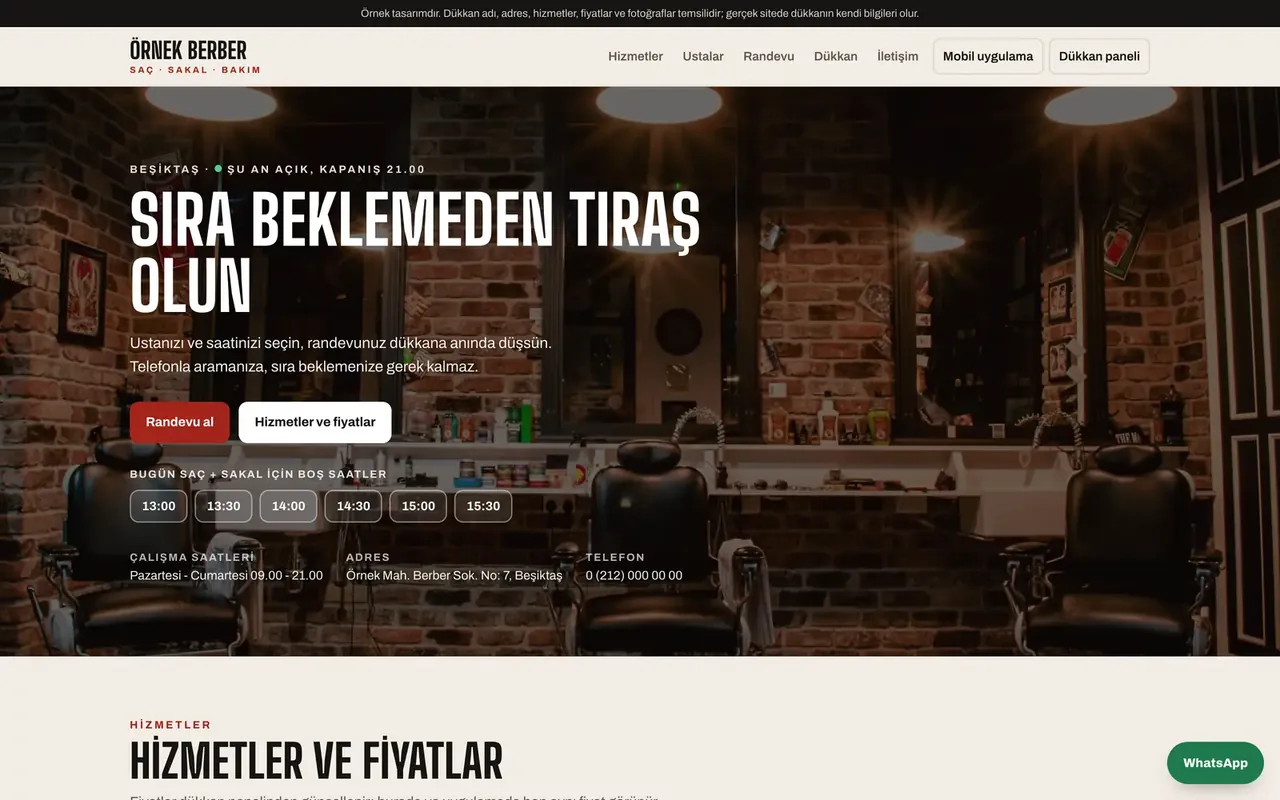 Örnek tasarımdır. Dükkan adı, adres, hizmetler, fiyatlar ve fotoğraflar temsilidir; gerçek sitede dükkanın kendi bilgileri olur.
ÖRNEK BERBER
SAÇ · SAKAL · BAKIM
Hizmetler
Ustalar
Randevu
Dükkan
İletişim
Mobil uygulama
Dükkan paneli
BEŞİKTAŞ · ŞU AN AÇIK, KAPANIŞ 21.00
SIRA BEKLEMEDEN TIRAŞ
OLUN
Ustanızı ve saatinizi seçin, randevunuz dükkana anında düşsün.
Telefonla aramanıza, sıra beklemenize gerek kalmaz.
Randevu al
Hizmetler ve fiyatlar
BUGÜN SAÇ + SAKAL İÇİN BOŞ SAATLER
13:00
13:30
14:00
14:30
15:00
15:30
ÇALIŞMA SAATLERİ
Pazartesi - Cumartesi 09.00 - 21.00
ADRES
Örnek Mah. Berber Sok. No: 7, Beşiktaş
TELEFON
0 (212) 000 00 00
HİZMETLER
HİZMETLER VE FİYATLAR
WhatsApp